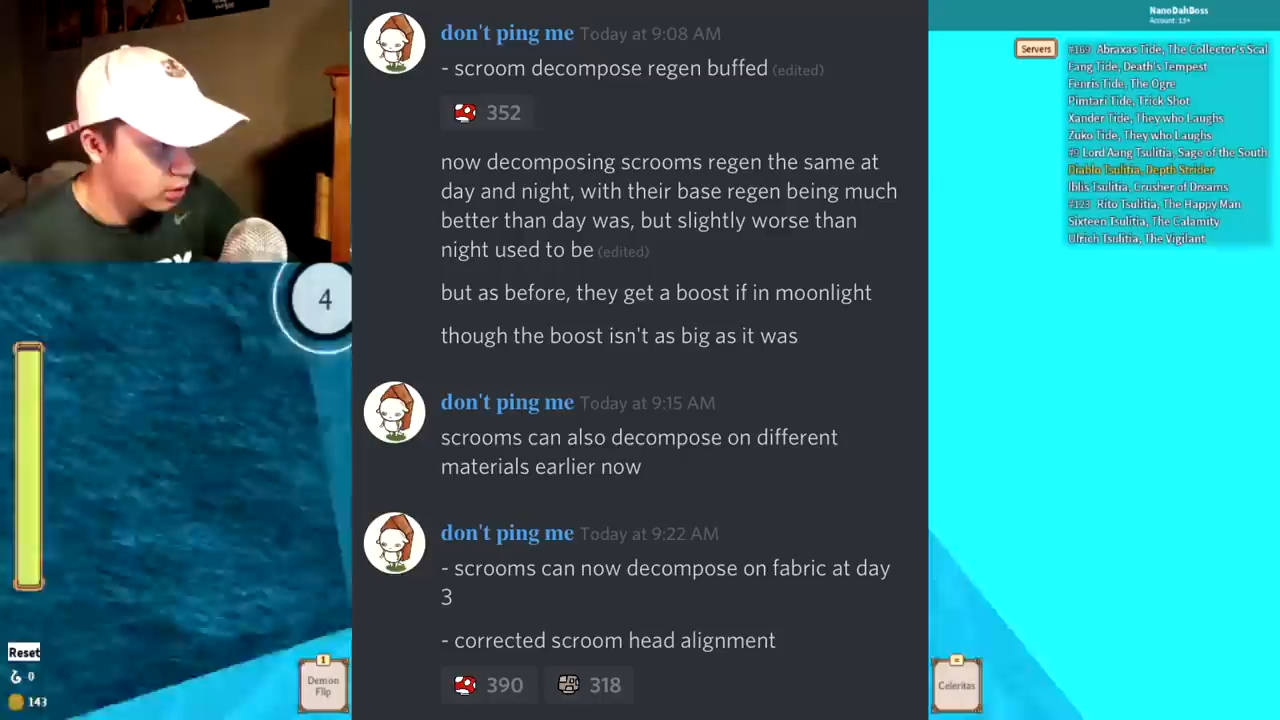 NanoDahBoss
Account: 13+
Servers
#169 Abraxas Tide, The Collector's Scal
Fang Tide, Death's Tempest
Fenris Tide, The Ogre
Pimtari Tide, Trick Shot
Xander Tide, They who Laughs
Zuko Tide, They who Laughs
#9 Lord Aang Tsulitia, Sage of the South
Diablo Tsulitia, Depth Strider
Iblis Tsulitia, Crusher of Dreams
#123 Rito Tsulitia, The Happy Man
Sixteen Tsulitia, The Calamity
Ulrich Tsulitia, The Vigilant
don't ping me Today at 9:08 AM
- scroom decompose regen buffed (edited)
352
now decomposing scrooms regen the same at
day and night, with their base regen being much
better than day was, but slightly worse than
night used to be (edited)
but as before, they get a boost if in moonlight
though the boost isn't as big as it was
don't ping me Today at 9:15 AM
scrooms can also decompose on different
materials earlier now
don't ping me Today at 9:22 AM
- scrooms can now decompose on fabric at day
3
- corrected scroom head alignment
390 318
4
Reset
0
143
1
Demon
Flip
=
Celeritas